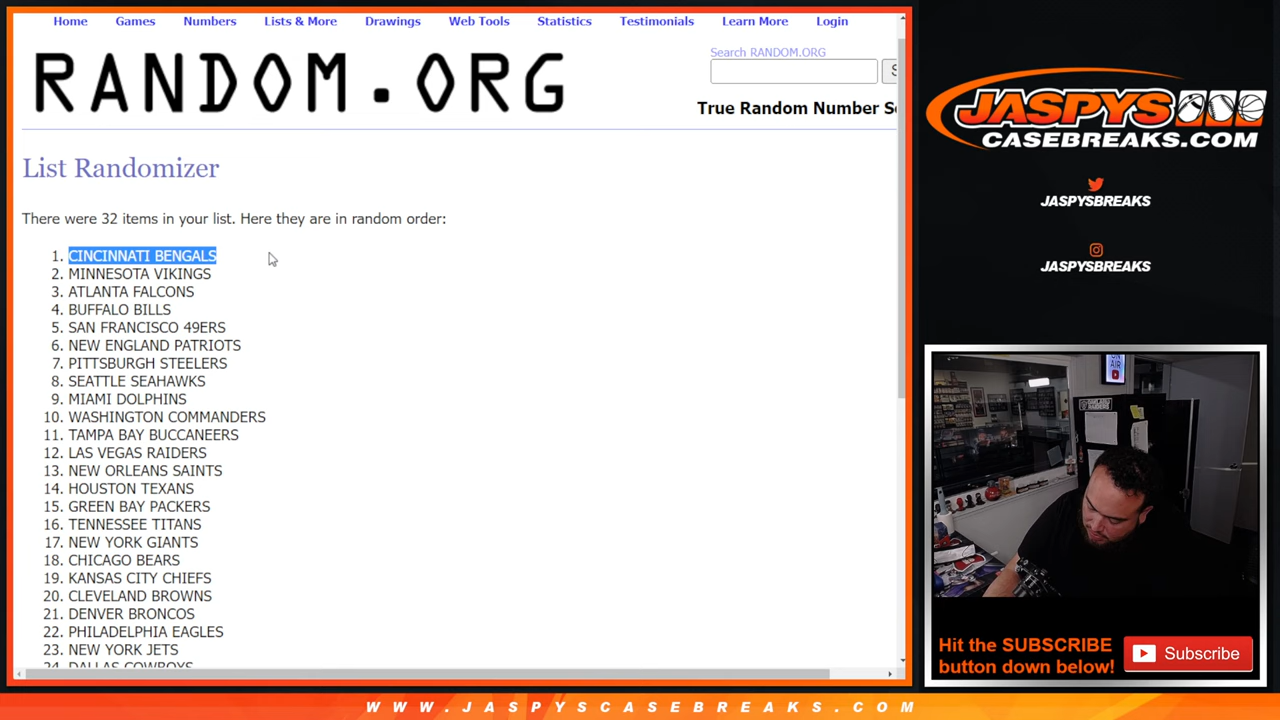 Home Games Numbers Lists & More Drawings Web Tools Statistics Testimonials Learn More Login
RANDOM.ORG
Search RANDOM.ORG
True Random Number
List Randomizer
There were 32 items in your list. Here they are in random order:
1. CINCINNATI BENGALS
2. MINNESOTA VIKINGS
3. ATLANTA FALCONS
4. BUFFALO BILLS
5. SAN FRANCISCO 49ERS
6. NEW ENGLAND PATRIOTS
7. PITTSBURGH STEELERS
8. SEATTLE SEAHAWKS
9. MIAMI DOLPHINS
10. WASHINGTON COMMANDERS
11. TAMPA BAY BUCCANEERS
12. LAS VEGAS RAIDERS
13. NEW ORLEANS SAINTS
14. HOUSTON TEXANS
15. GREEN BAY PACKERS
16. TENNESSEE TITANS
17. NEW YORK GIANTS
18. CHICAGO BEARS
19. KANSAS CITY CHIEFS
20. CLEVELAND BROWNS
21. DENVER BRONCOS
22. PHILADELPHIA EAGLES
23. NEW YORK JETS
24. DALLAS COWBOYS
JASPYS
CASEBREAKS.COM
JASPYSBREAKS
JASPYSBREAKS
ON AIR
Hit the SUBSCRIBE
button down below!
Subscribe
WWW.JASPYSCASEBREAKS.COM